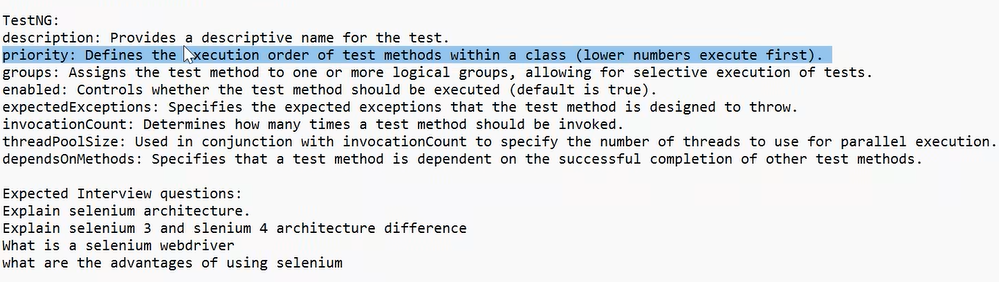 TestNG:
description: Provides a descriptive name for the test.
priority: Defines the execution order of test methods within a class (lower numbers execute first).
groups: Assigns the test method to one or more logical groups, allowing for selective execution of tests.
enabled: Controls whether the test method should be executed (default is true).
expectedExceptions: Specifies the expected exceptions that the test method is designed to throw.
invocationCount: Determines how many times a test method should be invoked.
threadPoolSize: Used in conjunction with invocationCount to specify the number of threads to use for parallel execution.
dependsOnMethods: Specifies that a test method is dependent on the successful completion of other test methods.
Expected Interview questions:
Explain selenium architecture.
Explain selenium 3 and slenium 4 architecture difference
What is a selenium webdriver
what are the advantages of using selenium